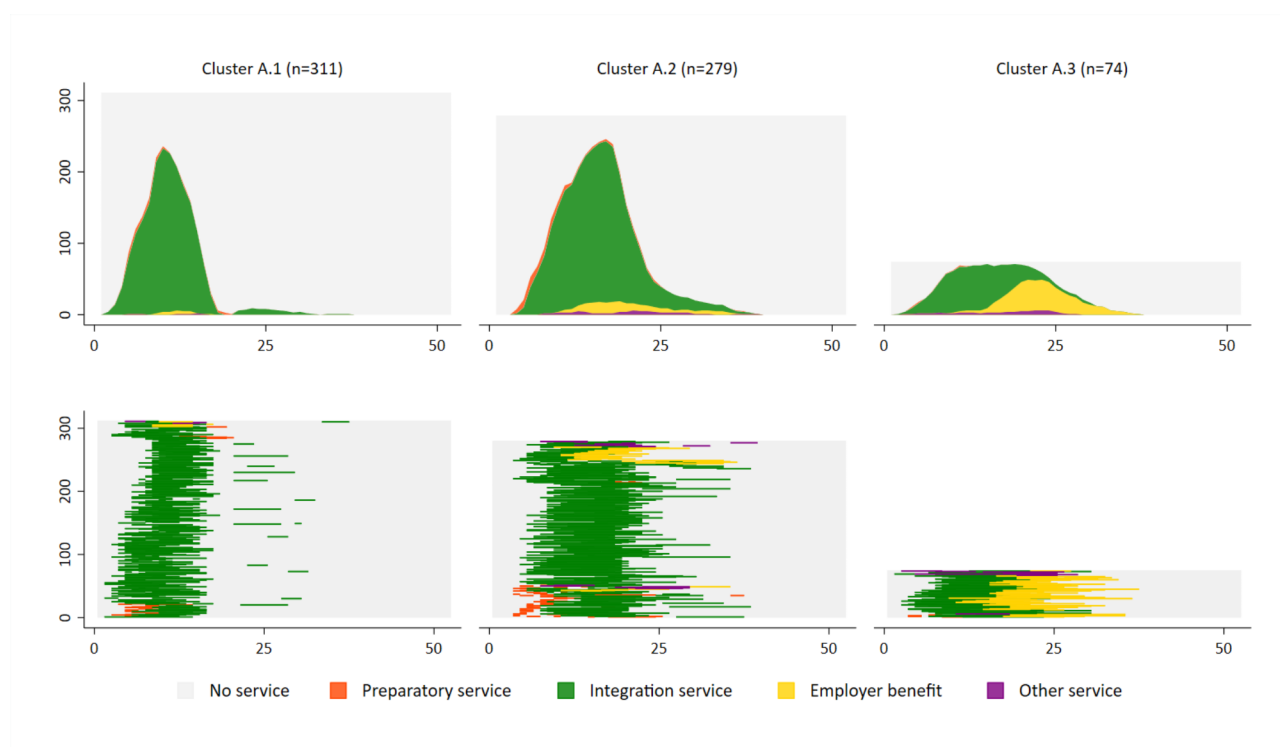 Cluster A.1 (n=311) Cluster A.2 (n=279) Cluster A.3 (n=74)
300
200
100
0
0 25 50 0 25 50 0 25 50
300
200
100
0
0 25 50 0 25 50 0 25 50
No service Preparatory service Integration service Employer benefit Other service